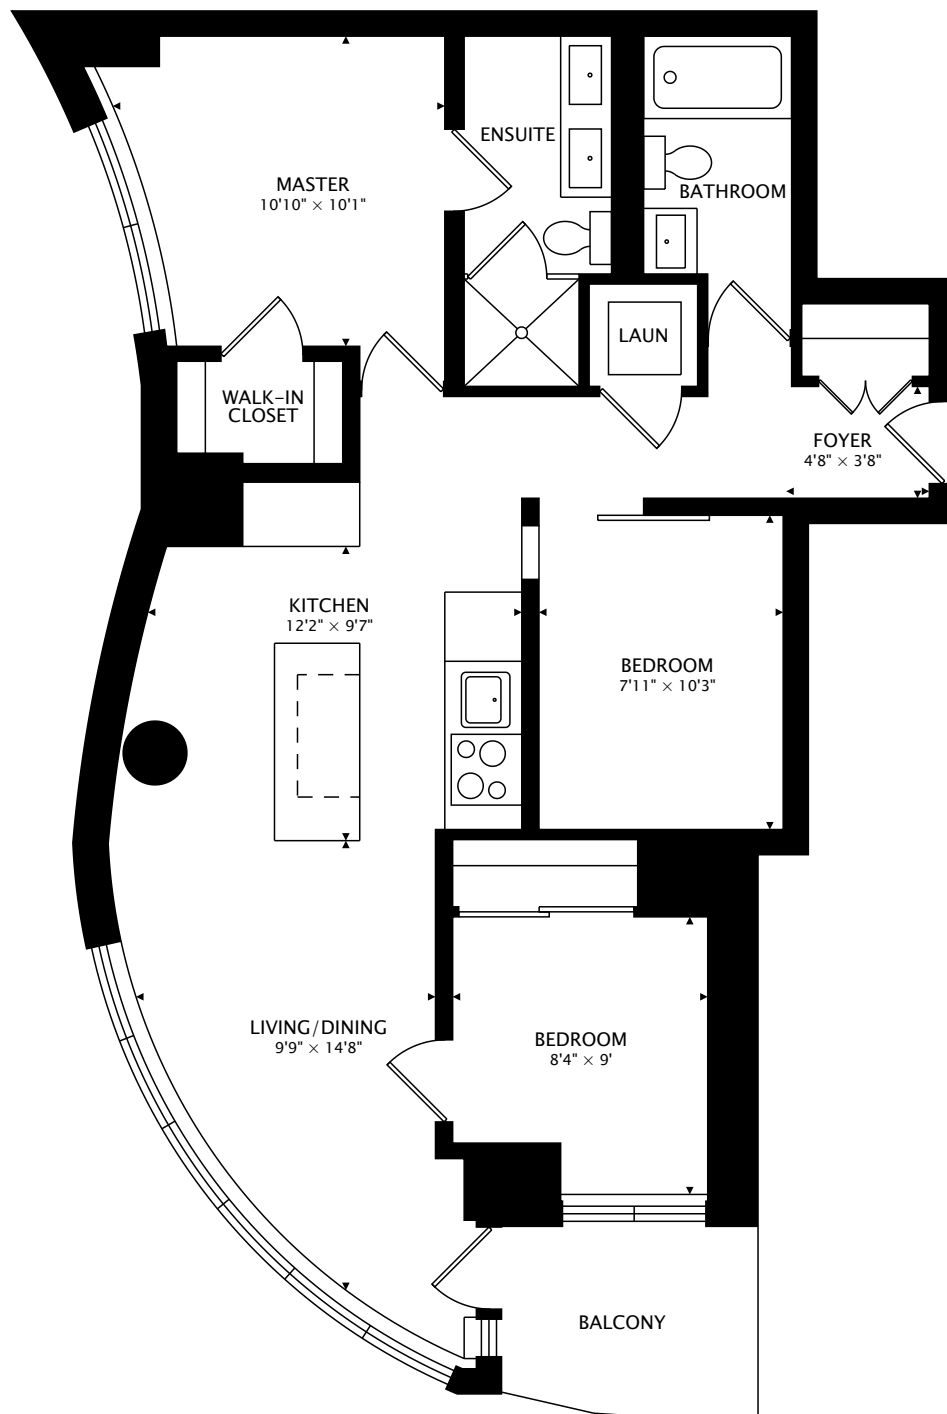 ENSUITE
MASTER
10'10" × 10'1"
BATHROOM
LAUN
WALK-IN
CLOSET
FOYER
4'8" × 3'8"
KITCHEN
12'2" × 9'7"
BEDROOM
7'11" × 10'3"
LIVING/DINING
9'9" × 14'8"
BEDROOM
8'4" × 9'
BALCONY